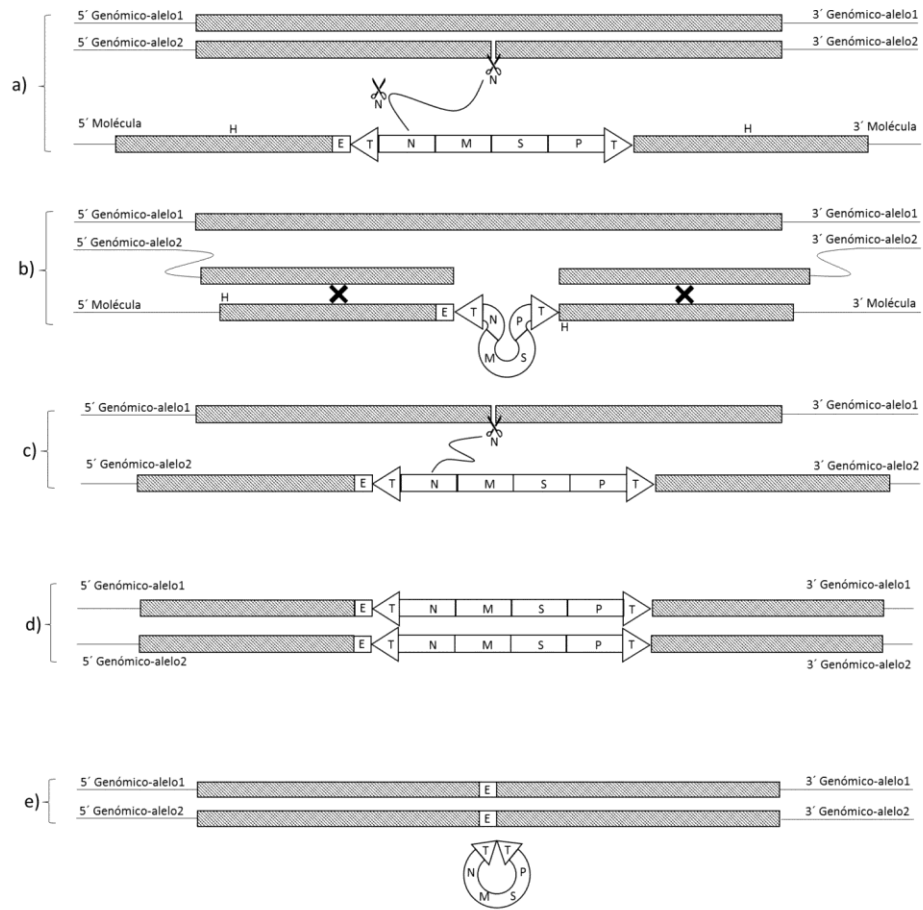 5´ Genómico-alelo1 3´ Genómico-alelo1
5´ Genómico-alelo2 3´ Genómico-alelo2
N
a)
N
5´ Molécula H H 3´ Molécula
E T N M S P T
5´ Genómico-alelo1 3´ Genómico-alelo1
5´ Genómico-alelo2 3´ Genómico-alelo2
b)
5´ Molécula H 3´ Molécula
E T N P T
H
M S
5´ Genómico-alelo1 3´ Genómico-alelo1
N
c)
5´ Genómico-alelo2 3´ Genómico-alelo2
E T N M S P T
5´ Genómico-alelo1 3´ Genómico-alelo1
E T N M S P T
d)
E T N M S P T
5´ Genómico-alelo2 3´ Genómico-alelo2
5´ Genómico-alelo1 E 3´ Genómico-alelo1
e)
5´ Genómico-alelo2 E 3´ Genómico-alelo2
T T
N P
M S